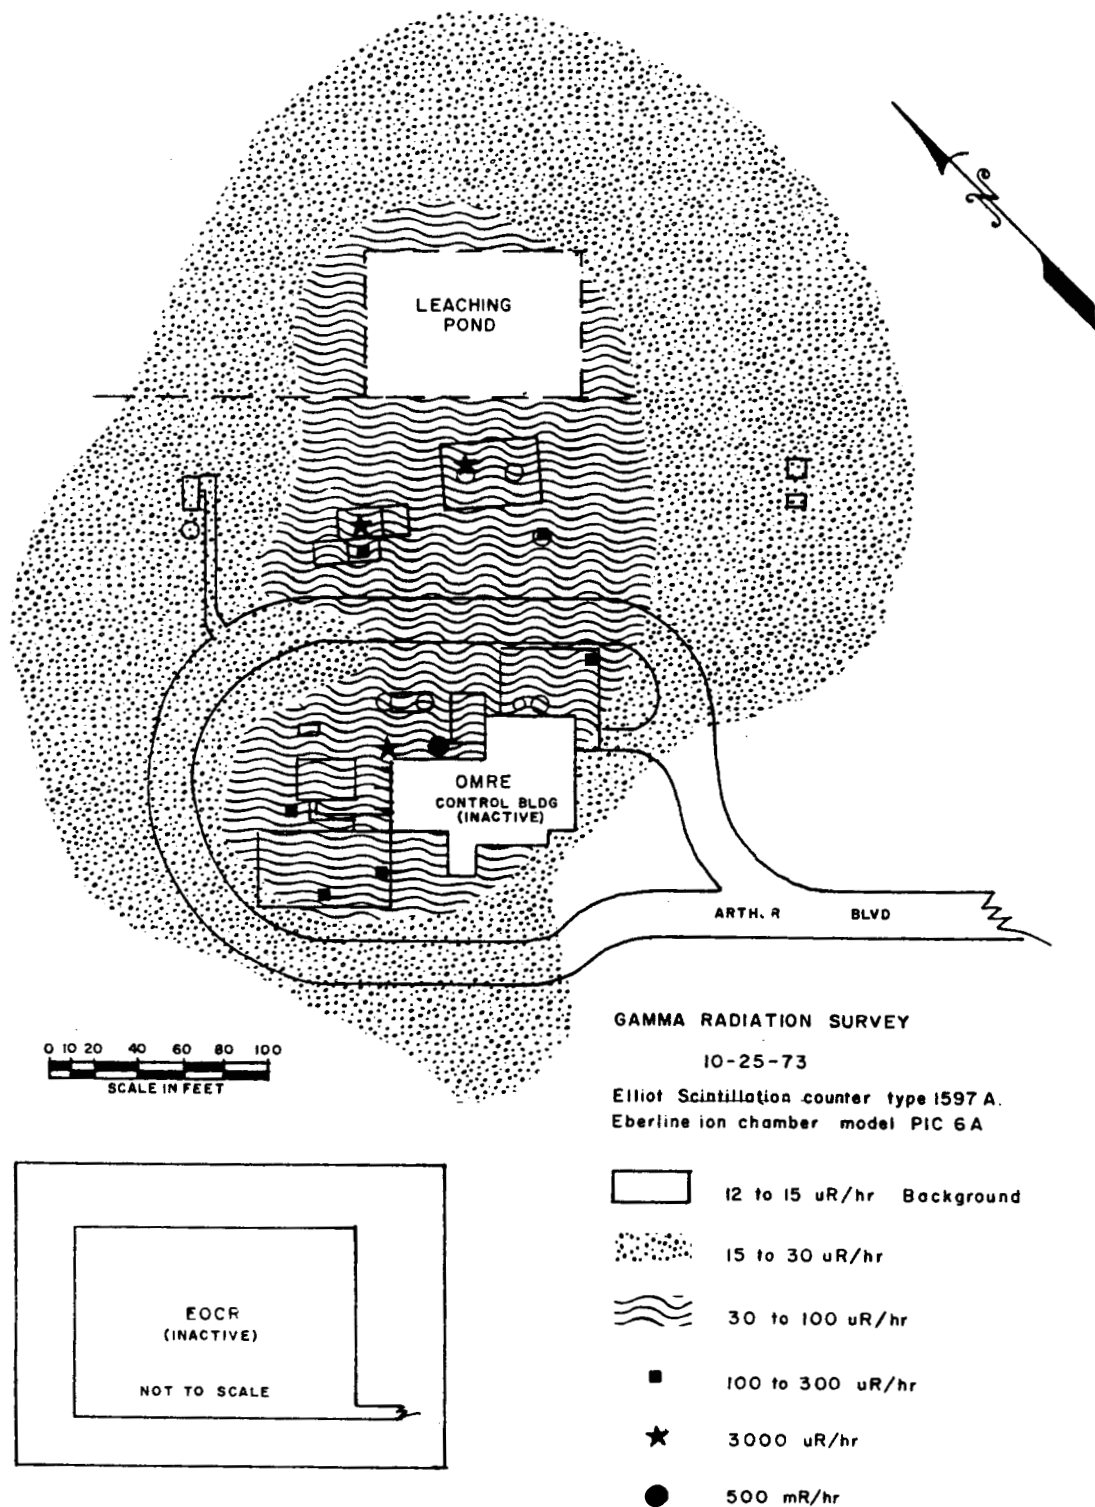 N
LEACHING
POND
OMRE
CONTROL BLDG
(INACTIVE)
ARTH. R BLVD
GAMMA RADIATION SURVEY
10-25-73
Elliot Scintillation counter type 1597 A.
Eberline ion chamber model PIC 6A
0 10 20 40 60 80 100
SCALE IN FEET
12 to 15 uR/hr Background
15 to 30 uR/hr
30 to 100 uR/hr
100 to 300 uR/hr
3000 uR/hr
500 mR/hr
EOCR
(INACTIVE)
NOT TO SCALE